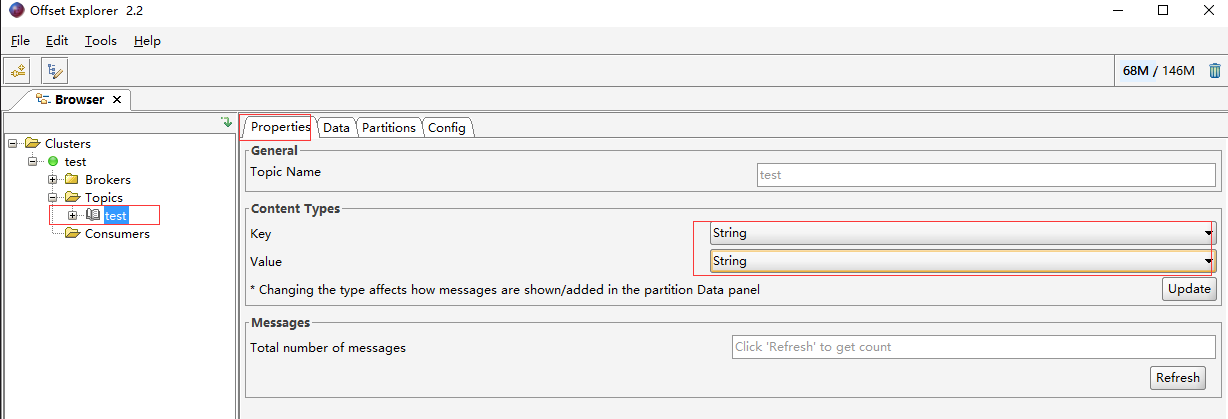 Offset Explorer 2.2
File Edit Tools Help
68M / 146M
Browser
Clusters
test
Brokers
Topics
test
Consumers
Properties Data Partitions Config
General
Topic Name test
Content Types
Key String
Value String
* Changing the type affects how messages are shown/added in the partition Data panel
Update
Messages
Total number of messages Click 'Refresh' to get count
Refresh